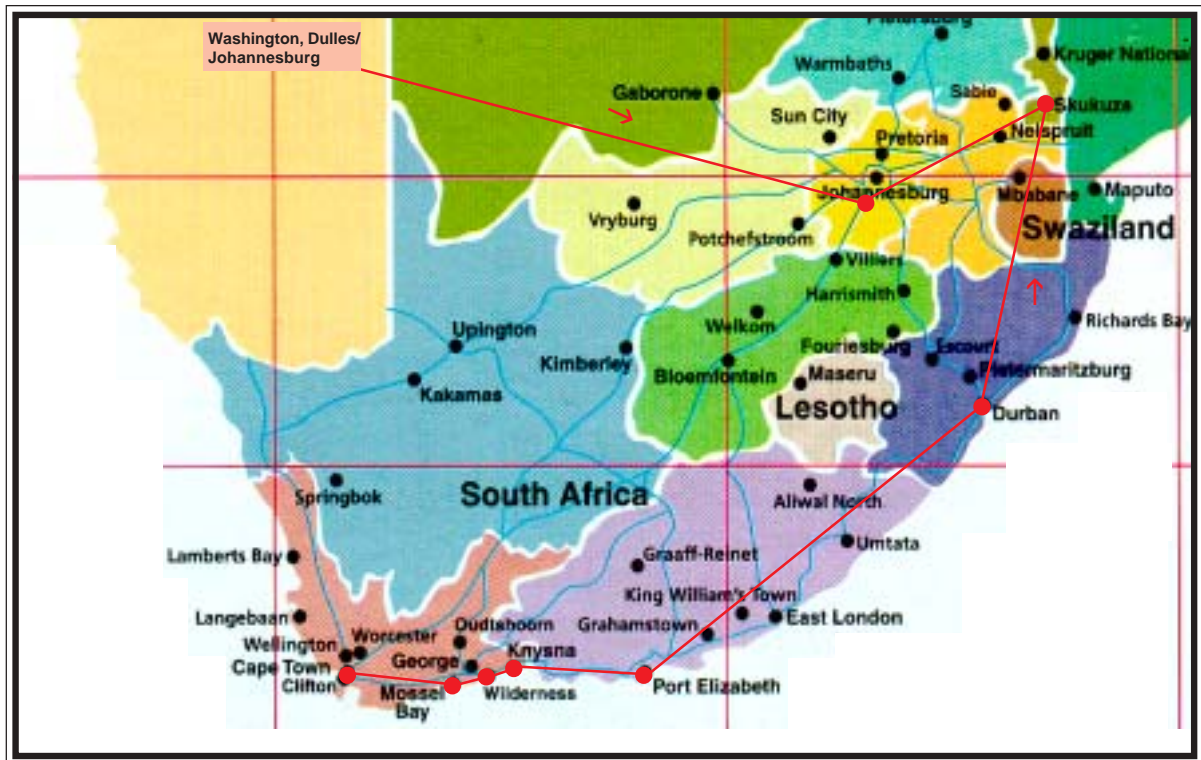 Washington, Dulles/
Johannesburg
Pietersburg
Kruger National
Warmbaths
Gaborone
Sabie
Skukuza
Sun City
Nelspruit
Pretoria
Johannesburg
Mbabane
Maputo
Vryburg
Potchefstroom
Swaziland
Villiers
Harrismith
Richards Bay
Welkom
Upington
Kimberley
Fouriesburg
Escourt
Bloemfontein
Maseru
Pietermaritzburg
Kakamas
Lesotho
Durban
Springbok
South Africa
Aliwal North
Lamberts Bay
Graaff-Reinet
Umtata
King William's Town
Langebaan
East London
Grahamstown
Oudtshoorn
Worcester
Wellington
Knysna
George
Cape Town
Clifton
Mossel
Bay
Wilderness
Port Elizabeth